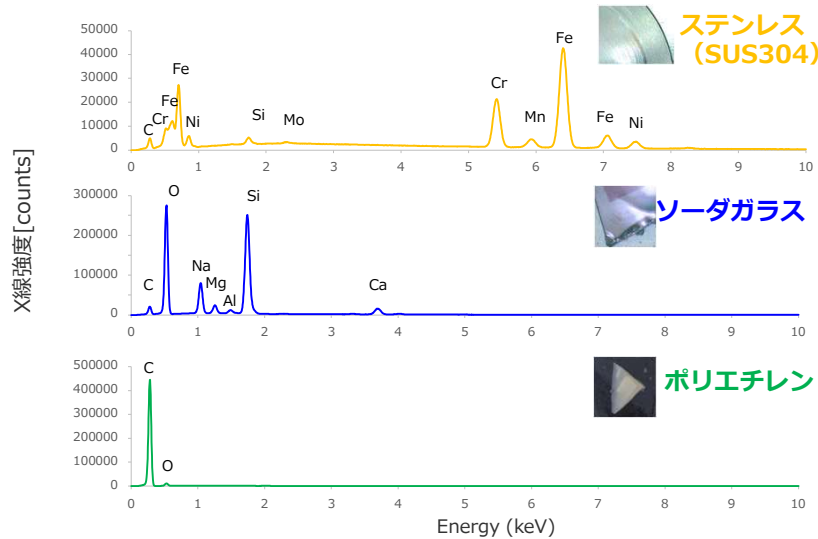 ステンレス
（SUS304）
50000
40000
30000
20000
10000
0
C
Cr
Fe
Fe
Ni
Si
Mo
Cr
Mn
Fe
Fe
Ni
0 1 2 3 4 5 6 7 8 9 10
ソーダガラス
300000
200000
100000
0
C
O
Na
Mg
Al
Si
Ca
0 1 2 3 4 5 6 7 8 9 10
X線強度[counts]
ポリエチレン
500000
400000
300000
200000
100000
0
C
O
0 1 2 3 4 5 6 7 8 9 10
Energy (keV)